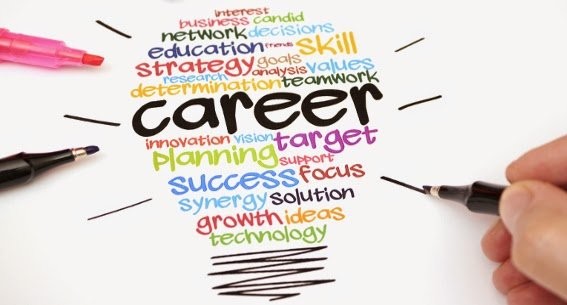 interest
business candid
network decisions
education trends skill
strategy goals
research analysis values
determination teamwork
career
innovation vision target
planning support
success focus
synergy solution
growth ideas
technology